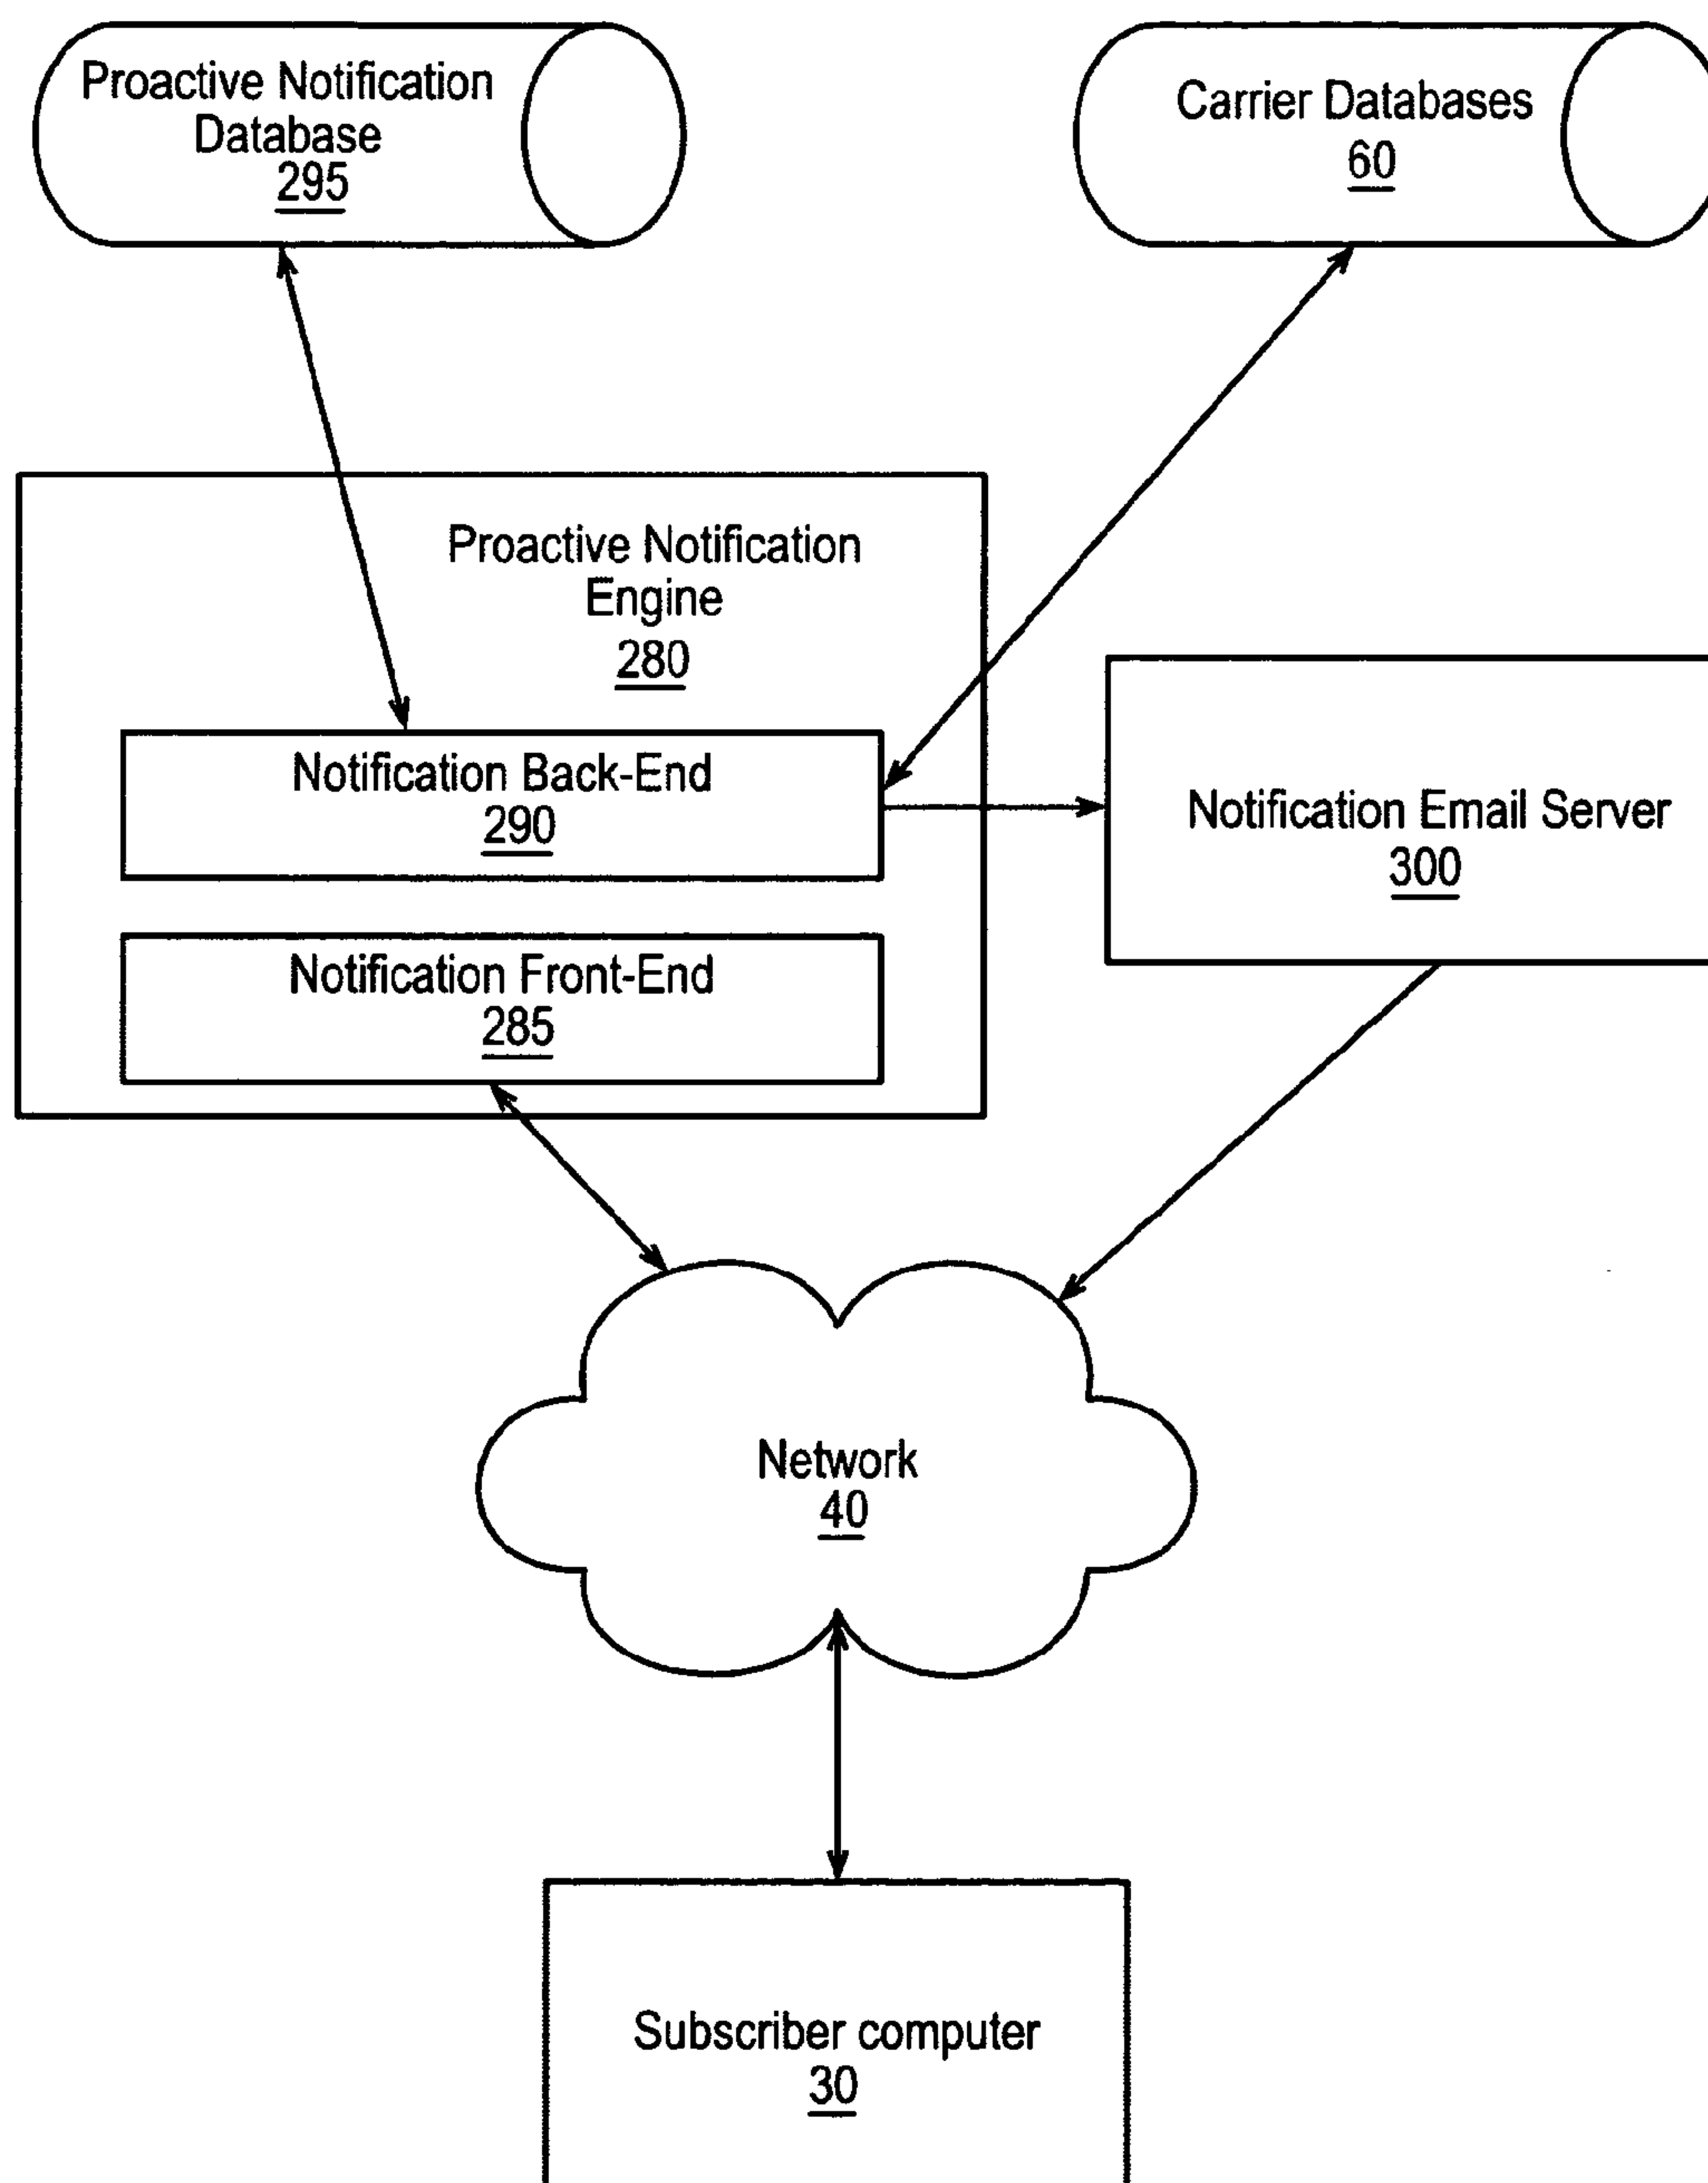 Proactive Notification
Database
295
Carrier Databases
60
Proactive Notification
Engine
280
Notification Back-End
290
Notification Email Server
300
Notification Front-End
285
Network
40
Subscriber computer
30